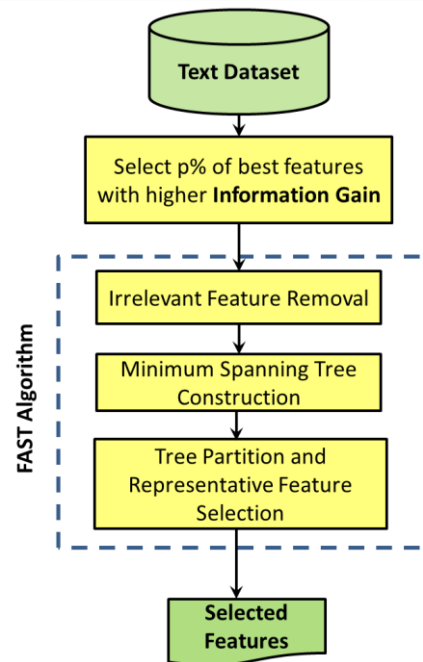 Text Dataset
Select p% of best features
with higher Information Gain
FAST Algorithm
Irrelevant Feature Removal
Minimum Spanning Tree
Construction
Tree Partition and
Representative Feature
Selection
Selected
Features